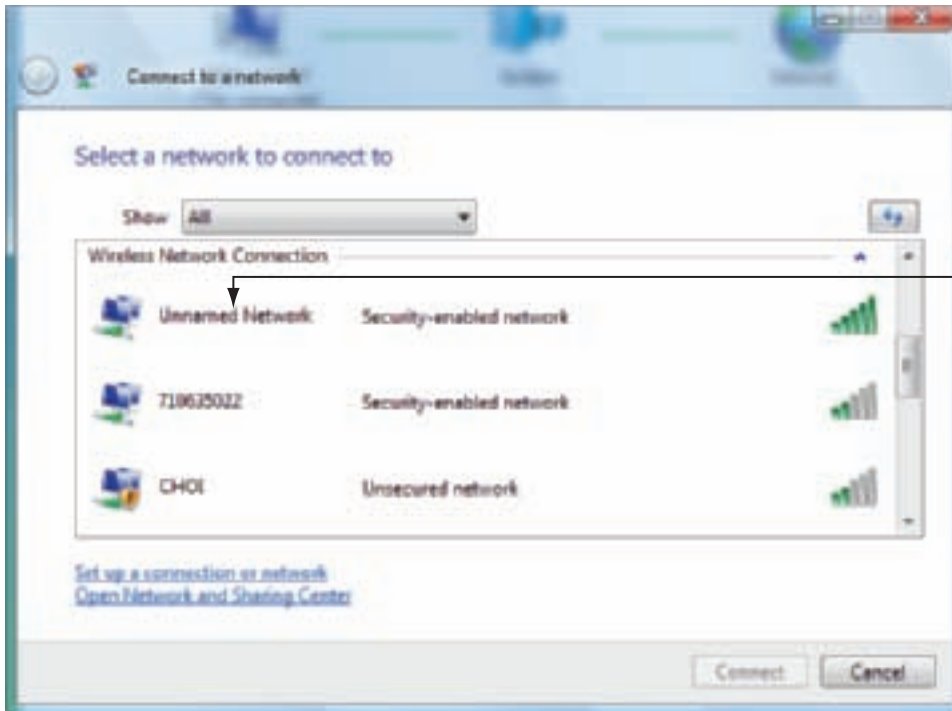 Connect to a network
Select a network to connect to
Show All
Wireless Network Connection
Unnamed Network Security-enabled network
718635022 Security-enabled network
CHOI Unsecured network
Set up a connection or network
Open Network and Sharing Center
Connect Cancel